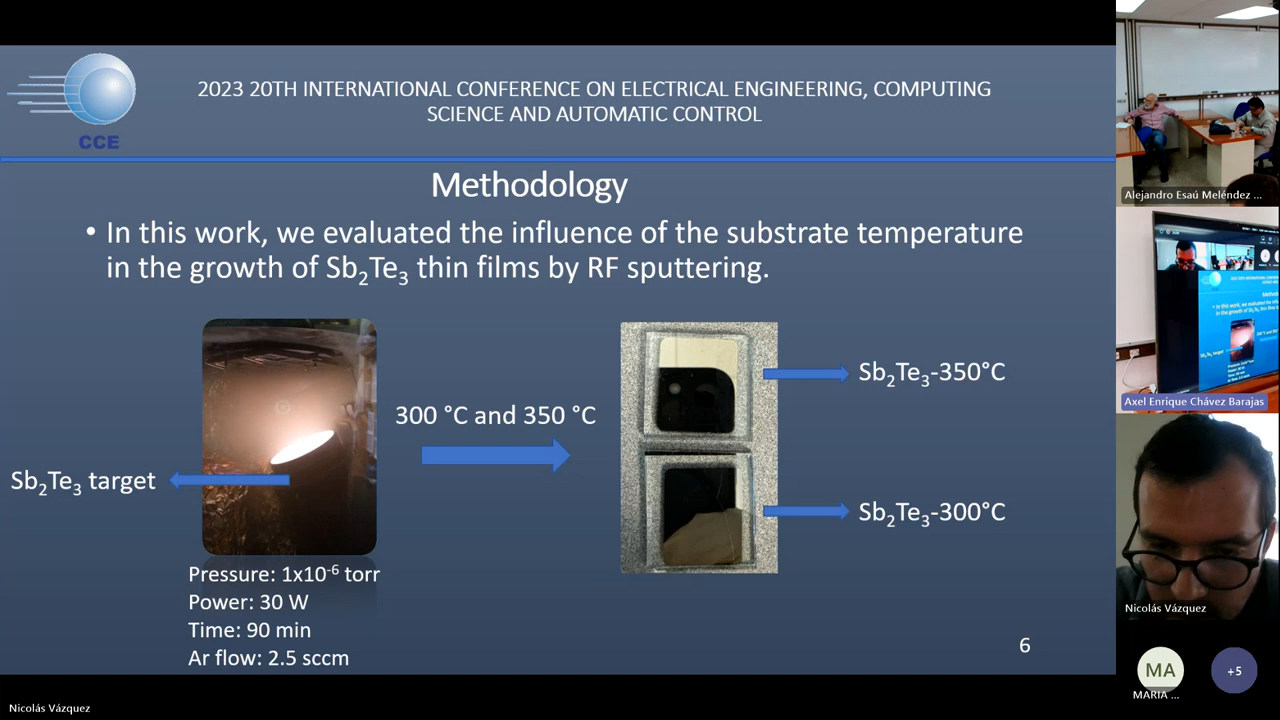 2023 20TH INTERNATIONAL CONFERENCE ON ELECTRICAL ENGINEERING, COMPUTING
SCIENCE AND AUTOMATIC CONTROL
CCE
Methodology
• In this work, we evaluated the influence of the substrate temperature
in the growth of Sb₂Te₃ thin films by RF sputtering.
300 °C and 350 °C
Sb₂Te₃ target
Sb₂Te₃-350°C
Sb₂Te₃-300°C
Pressure: 1x10⁻⁶ torr
Power: 30 W
Time: 90 min
Ar flow: 2.5 sccm
6
Alejandro Esaú Meléndez ...
Axel Enrique Chávez Barajas
Nicolás Vázquez
MA
MARIA ...
+5
Nicolás Vázquez